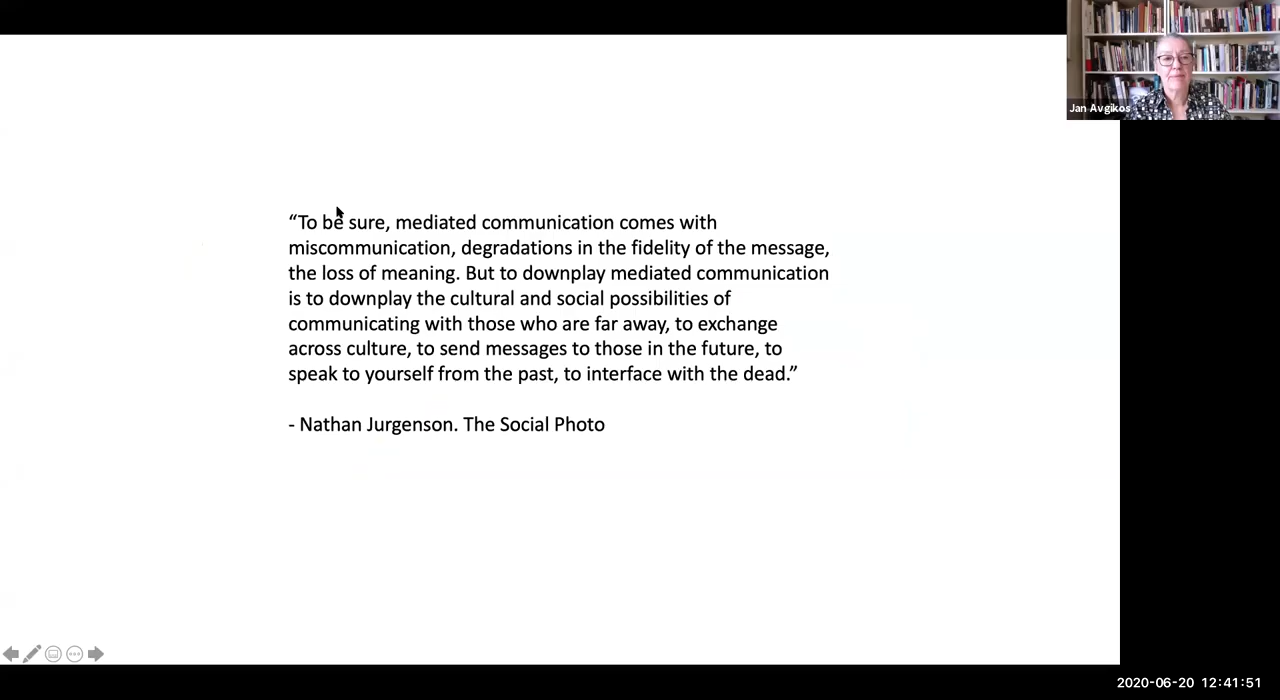 Jan Avgikos
“To be sure, mediated communication comes with
miscommunication, degradations in the fidelity of the message,
the loss of meaning. But to downplay mediated communication
is to downplay the cultural and social possibilities of
communicating with those who are far away, to exchange
across culture, to send messages to those in the future, to
speak to yourself from the past, to interface with the dead.”
- Nathan Jurgenson. The Social Photo
2020-06-20 12:41:51